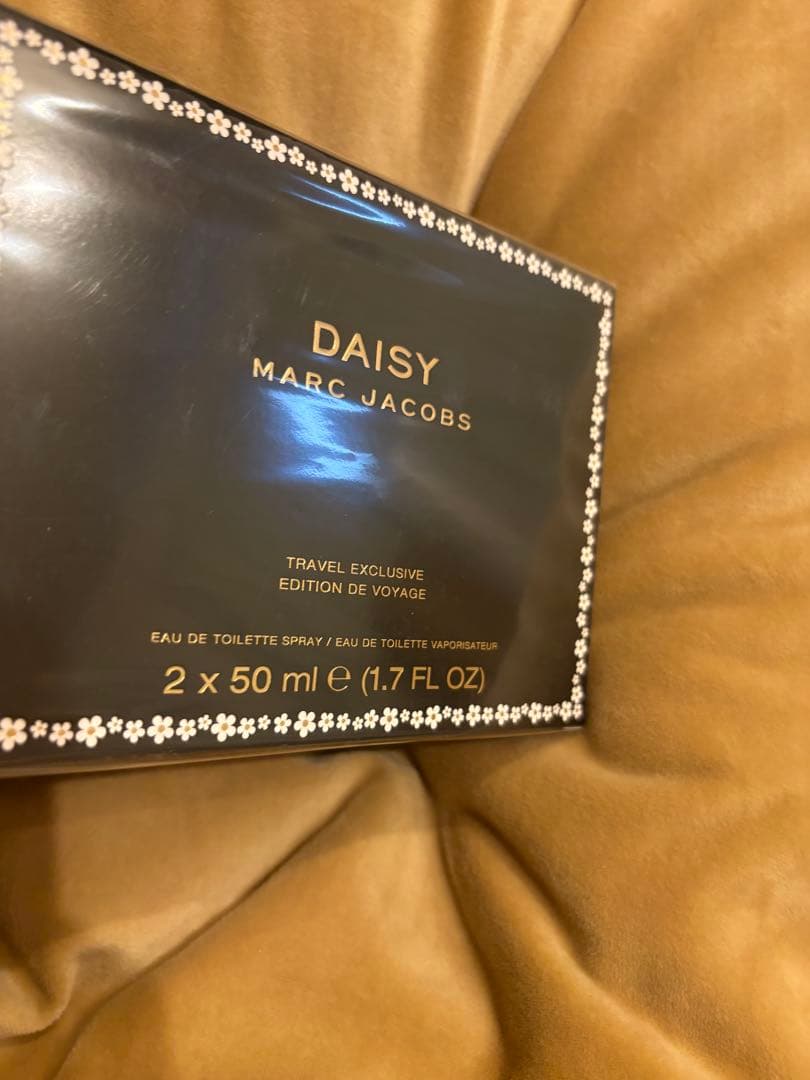 DAISY
MARC JACOBS
TRAVEL EXCLUSIVE
EDITION DE VOYAGE
EAU DE TOILETTE SPRAY / EAU DE TOILETTE VAPORISATEUR
2 x 50 ml ℮ (1.7 FL OZ)